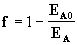 f = 1 - E_A0 / E_A